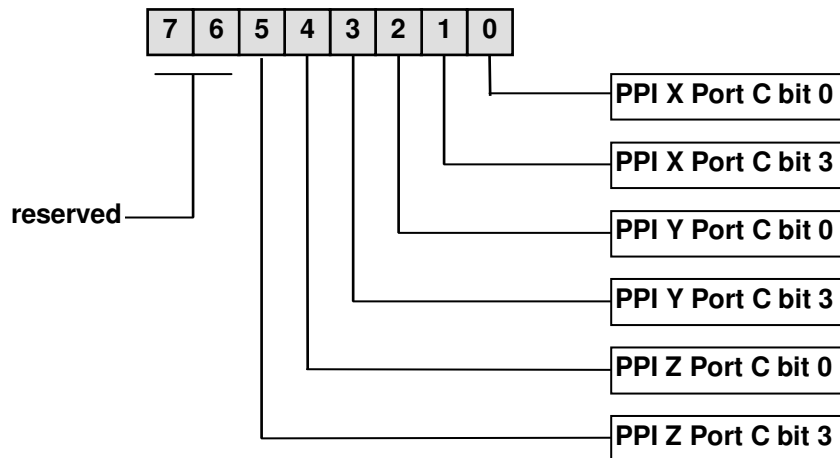 7 6 5 4 3 2 1 0
PPI X Port C bit 0
PPI X Port C bit 3
reserved
PPI Y Port C bit 0
PPI Y Port C bit 3
PPI Z Port C bit 0
PPI Z Port C bit 3